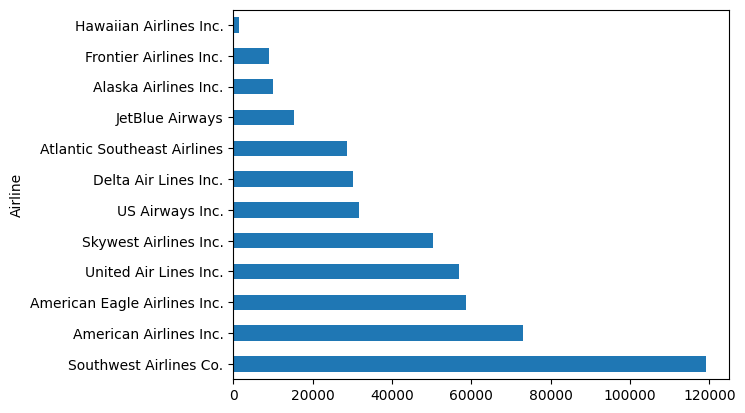 Hawaiian Airlines Inc.
Frontier Airlines Inc.
Alaska Airlines Inc.
JetBlue Airways
Atlantic Southeast Airlines
Delta Air Lines Inc.
US Airways Inc.
Skywest Airlines Inc.
United Air Lines Inc.
American Eagle Airlines Inc.
American Airlines Inc.
Southwest Airlines Co.
Airline
0 20000 40000 60000 80000 100000 120000